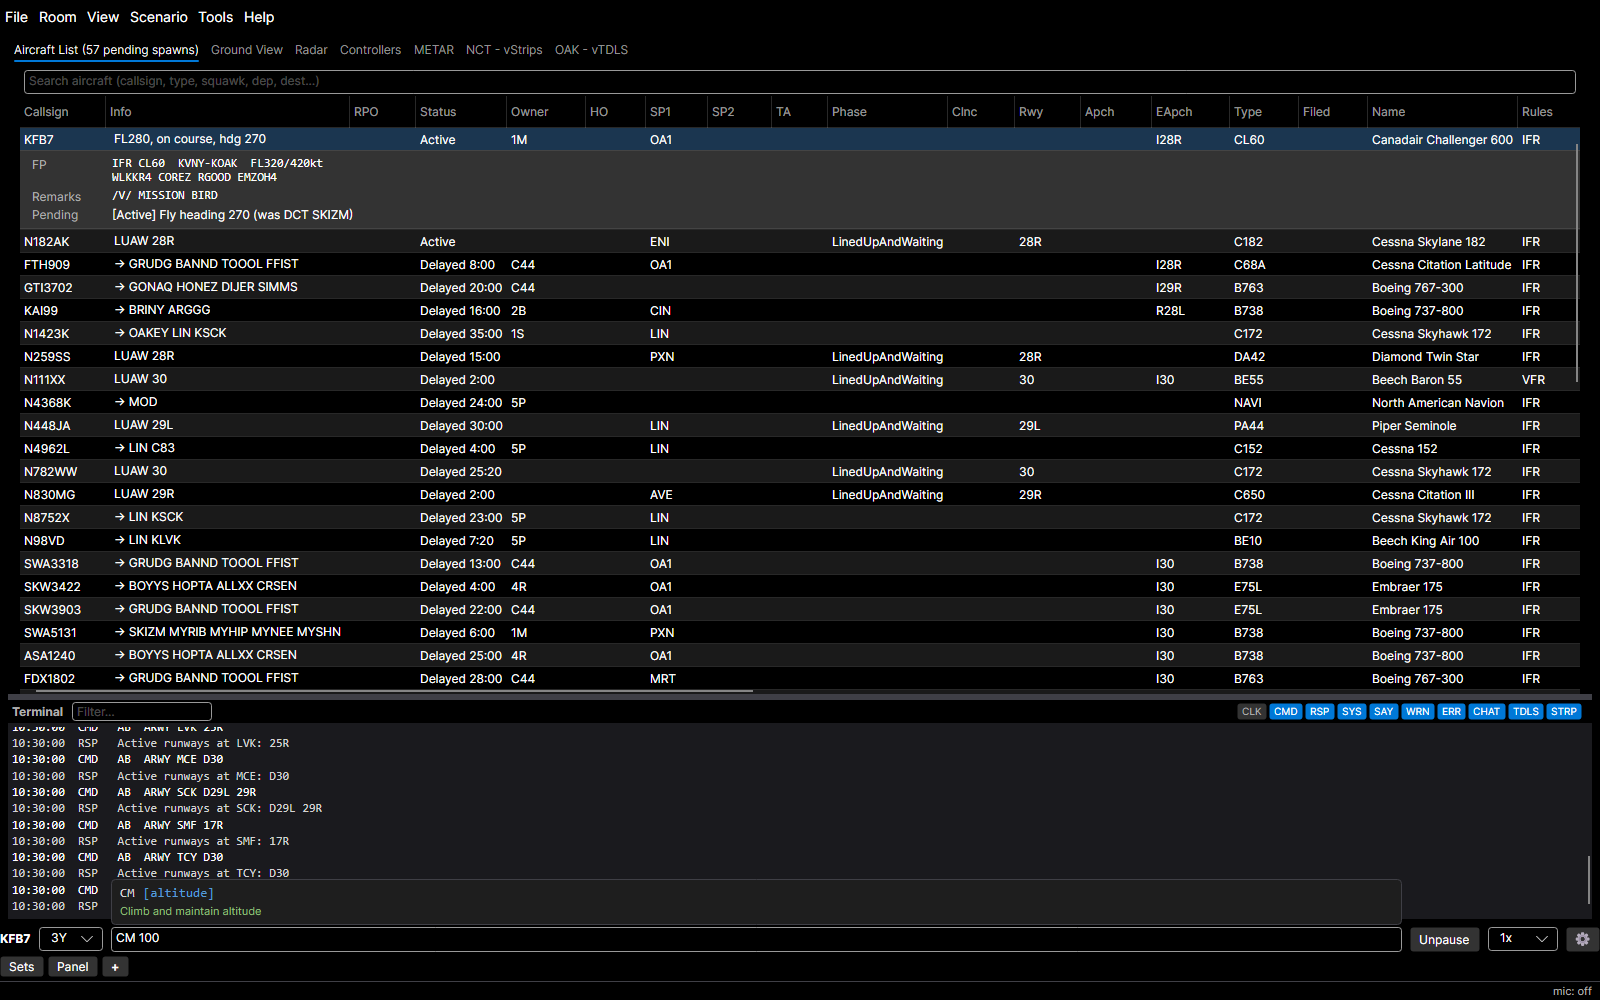 File Room View Scenario Tools Help
Aircraft List (57 pending spawns) Ground View Radar Controllers METAR NCT - vStrips OAK - vTDLS
Search aircraft (callsign, type, squawk, dep, dest...)
Callsign Info RPO Status Owner HO SP1 SP2 TA Phase Clnc Rwy Apch EApch Type Filed Name Rules
KFB7 FL280, on course, hdg 270 Active 1M OA1 I28R CL60 Canadair Challenger 600 IFR
FP IFR CL60 KVNY-KOAK FL320/420kt
WLKKR4 COREZ RGOOD EMZOH4
Remarks /V/ MISSION BIRD
Pending [Active] Fly heading 270 (was DCT SKIZM)
N182AK LUAW 28R Active ENI LinedUpAndWaiting 28R C182 Cessna Skylane 182 IFR
FTH909 → GRUDG BANND TOOOL FFIST Delayed 8:00 C44 OA1 I28R C68A Cessna Citation Latitude IFR
GTI3702 → GONAQ HONEZ DIJER SIMMS Delayed 20:00 C44 I29R B763 Boeing 767-300 IFR
KAI99 → BRINY ARGGG Delayed 16:00 2B CIN R28L B738 Boeing 737-800 IFR
N1423K → OAKEY LIN KSCK Delayed 35:00 1S LIN C172 Cessna Skyhawk 172 IFR
N259SS LUAW 28R Delayed 15:00 PXN LinedUpAndWaiting 28R DA42 Diamond Twin Star IFR
N111XX LUAW 30 Delayed 2:00 LinedUpAndWaiting 30 I30 BE55 Beech Baron 55 VFR
N4368K → MOD Delayed 24:00 5P NAVI North American Navion IFR
N448JA LUAW 29L Delayed 30:00 LIN LinedUpAndWaiting 29L PA44 Piper Seminole IFR
N4962L → LIN C83 Delayed 4:00 5P LIN C152 Cessna 152 IFR
N782WW LUAW 30 Delayed 25:20 LinedUpAndWaiting 30 C172 Cessna Skyhawk 172 IFR
N830MG LUAW 29R Delayed 2:00 AVE LinedUpAndWaiting 29R C650 Cessna Citation III IFR
N8752X → LIN KSCK Delayed 23:00 5P LIN C172 Cessna Skyhawk 172 IFR
N98VD → LIN KLVK Delayed 7:20 5P LIN BE10 Beech King Air 100 IFR
SWA3318 → GRUDG BANND TOOOL FFIST Delayed 13:00 C44 OA1 I30 B738 Boeing 737-800 IFR
SKW3422 → BOYYS HOPTA ALLXX CRSEN Delayed 4:00 4R OA1 I30 E75L Embraer 175 IFR
SKW3903 → GRUDG BANND TOOOL FFIST Delayed 22:00 C44 OA1 I30 E75L Embraer 175 IFR
SWA5131 → SKIZM MYRIB MYHIP MYNEE MYSHN Delayed 6:00 1M PXN I30 B738 Boeing 737-800 IFR
ASA1240 → BOYYS HOPTA ALLXX CRSEN Delayed 25:00 4R OA1 I30 B738 Boeing 737-800 IFR
FDX1802 → GRUDG BANND TOOOL FFIST Delayed 28:00 C44 MRT I30 B763 Boeing 767-300 IFR
Terminal Filter... CLK CMD RSP SYS SAY WRN ERR CHAT TDLS STRP
10:30:00 CMD AB ARWY LVK 25R
10:30:00 RSP Active runways at LVK: 25R
10:30:00 CMD AB ARWY MCE D30
10:30:00 RSP Active runways at MCE: D30
10:30:00 CMD AB ARWY SCK D29L 29R
10:30:00 RSP Active runways at SCK: D29L 29R
10:30:00 CMD AB ARWY SMF 17R
10:30:00 RSP Active runways at SMF: 17R
10:30:00 CMD AB ARWY TCY D30
10:30:00 RSP Active runways at TCY: D30
10:30:00 CMD
10:30:00 RSP
CM [altitude]
Climb and maintain altitude
KFB7 3Y CM 100 Unpause 1x
Sets Panel +
mic: off